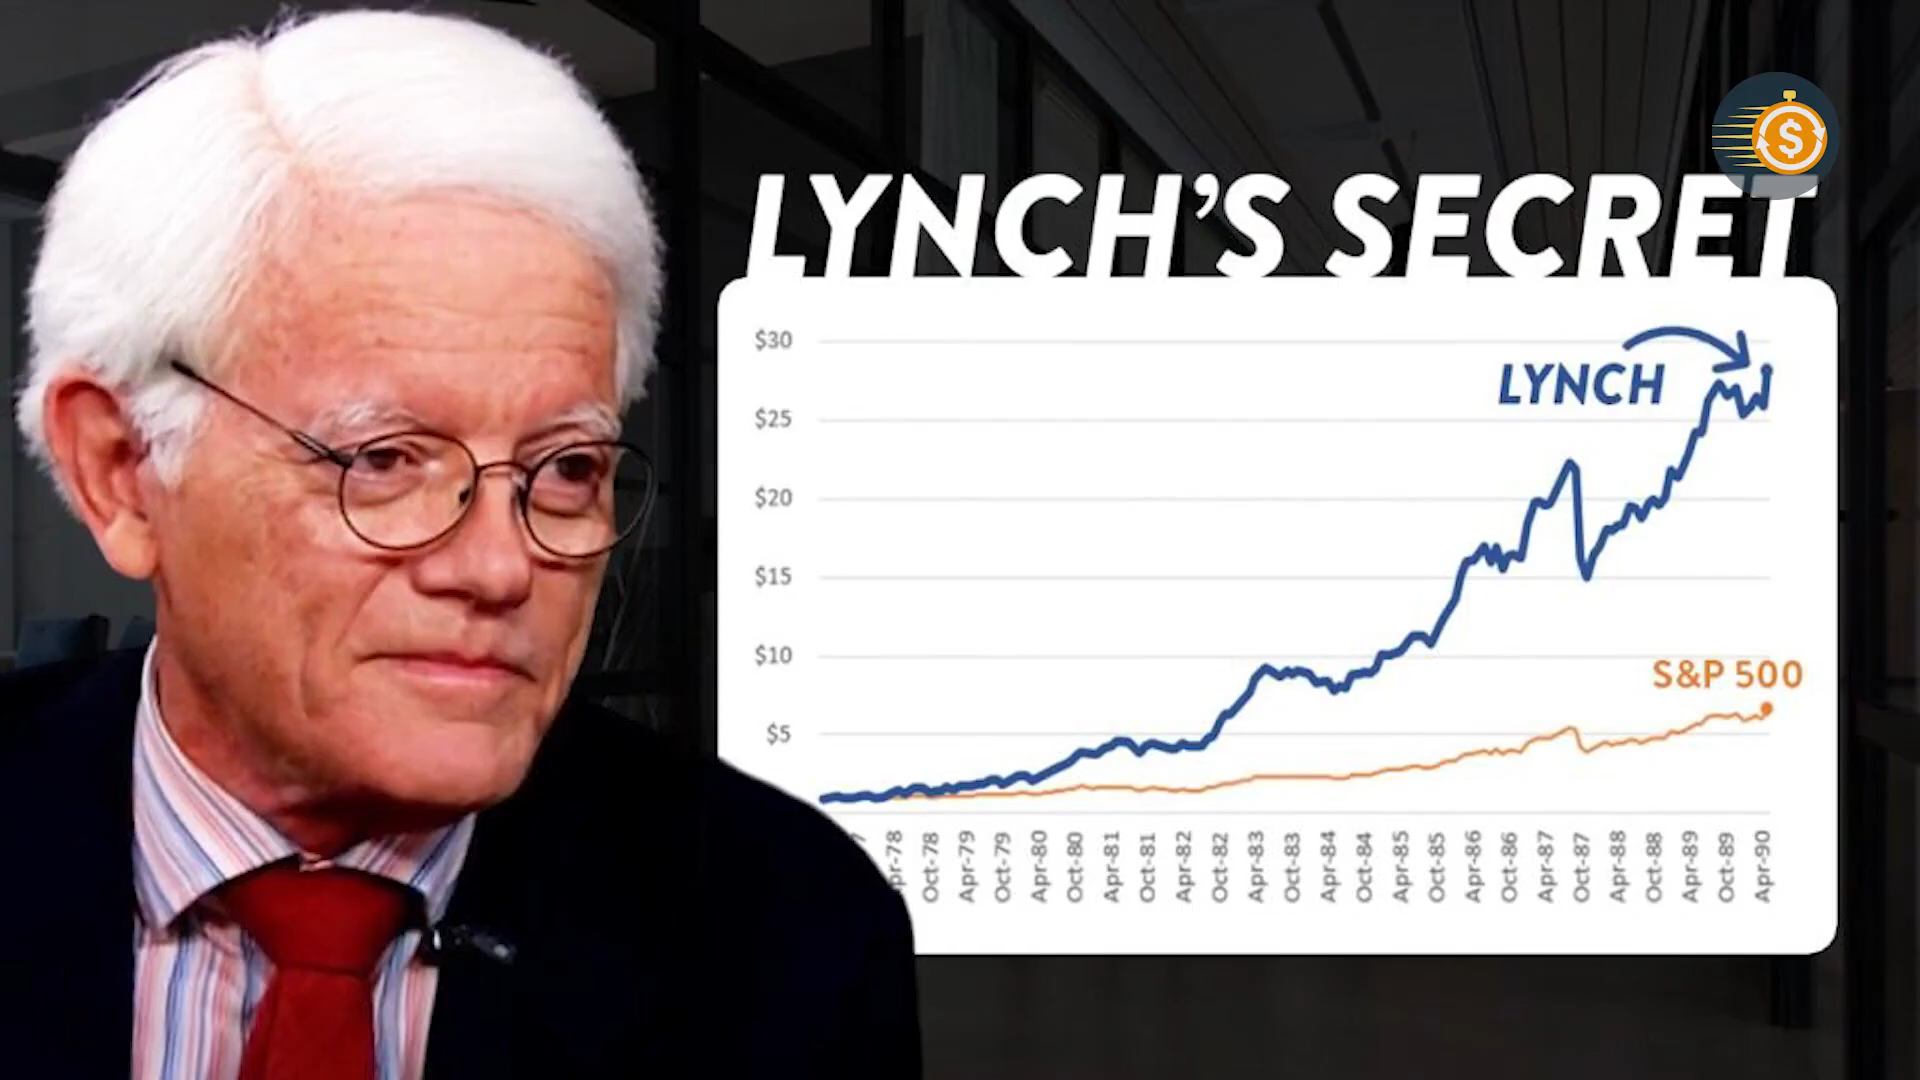 LYNCH'S SECRET
$
$30
LYNCH
$25
$20
$15
$10
S&P 500
$5
7
pr-78
Oct-78
Apr-79
Oct-79
Apr-80
Oct-80
Apr-81
Oct-81
Apr-82
Oct-82
Apr-83
Oct-83
Apr-84
Oct-84
Apr-85
Oct-85
Apr-86
Oct-86
Apr-87
Oct-87
Apr-88
Oct-88
Apr-89
Oct-89
Apr-90